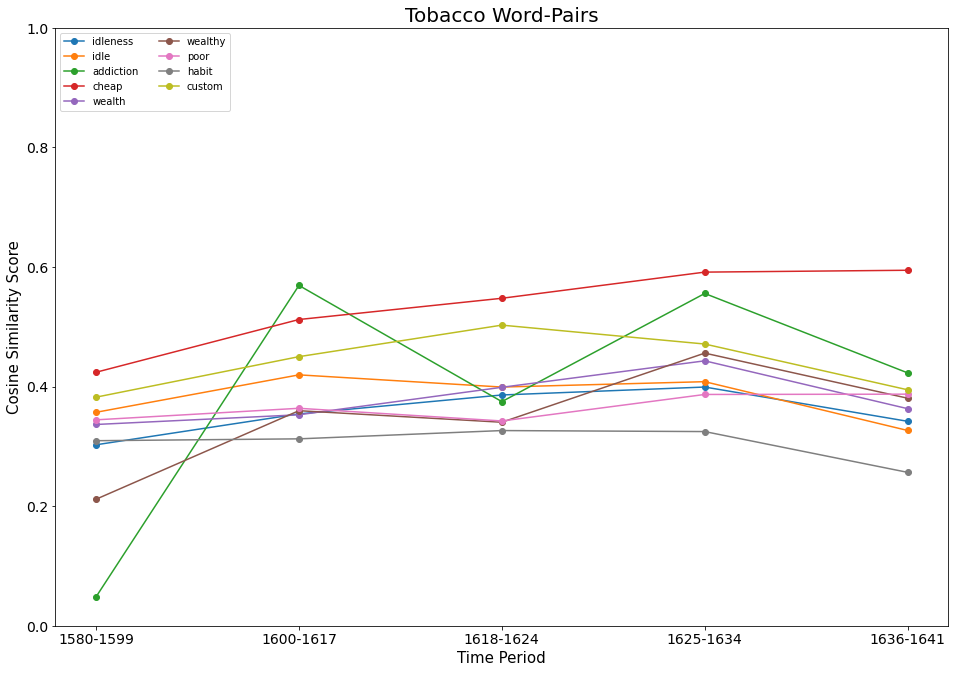 Tobacco Word-Pairs
1.0
0.8
0.6
0.4
0.2
0.0
Cosine Similarity Score
idleness
idle
addiction
cheap
wealth
wealthy
poor
habit
custom
1580-1599
1600-1617
1618-1624
1625-1634
1636-1641
Time Period